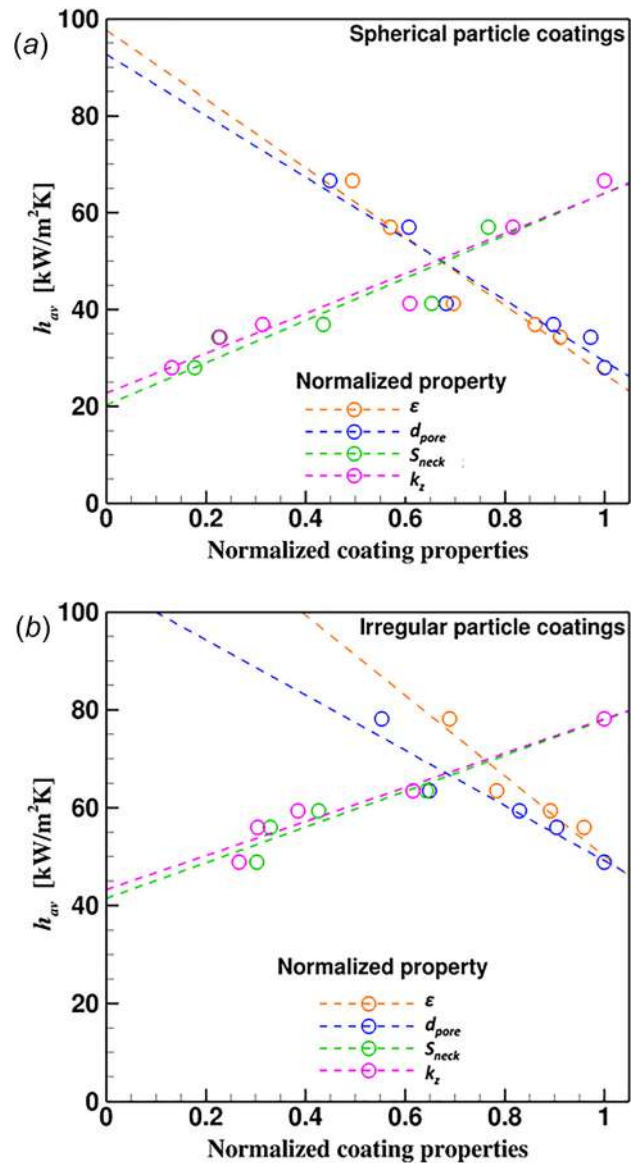 (a)
Spherical particle coatings
100
80
60
40
20
0
h_av [kW/m²K]
Normalized property
ε
d_pore
S_neck
k_z
0.2
0.4
0.6
0.8
1
Normalized coating properties
(b)
Irregular particle coatings
100
80
60
40
20
0
h_av [kW/m²K]
Normalized property
ε
d_pore
S_neck
k_z
0
0.2
0.4
0.6
0.8
1
Normalized coating properties